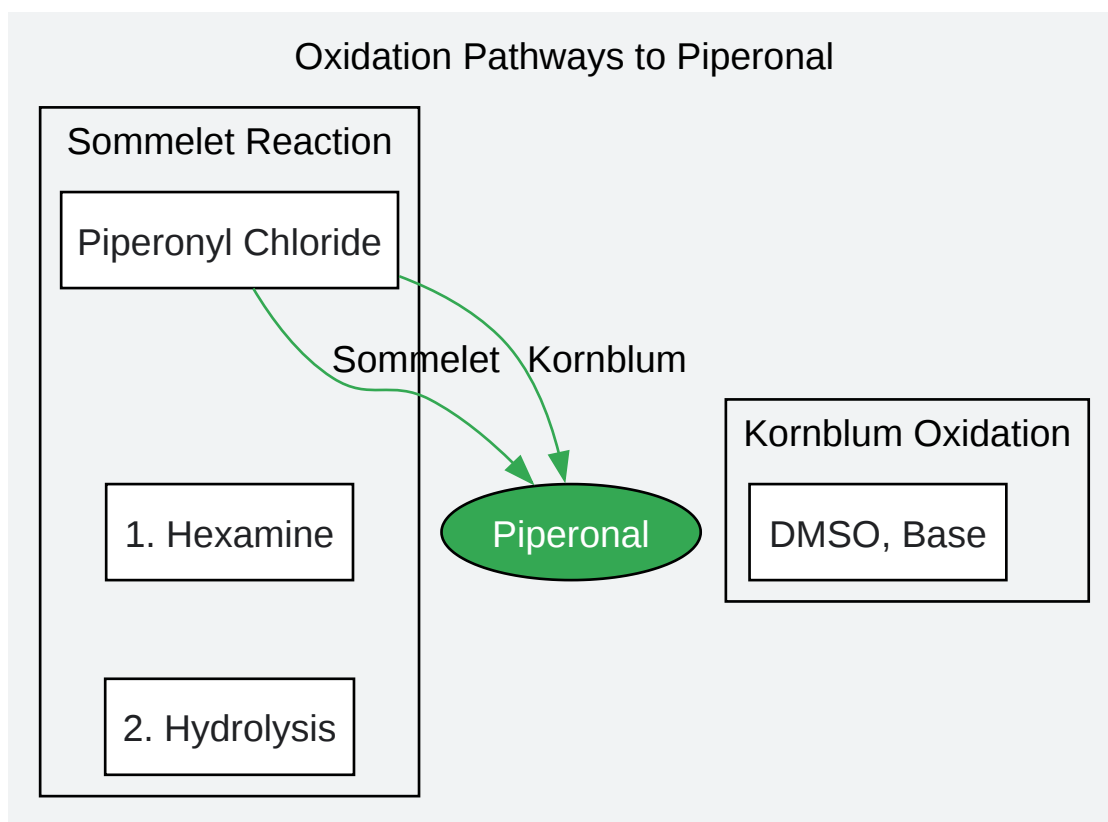 Oxidation Pathways to Piperonal
Sommelet Reaction
Piperonyl Chloride
Sommelet
Kornblum
Kornblum Oxidation
1. Hexamine
Piperonal
DMSO, Base
2. Hydrolysis